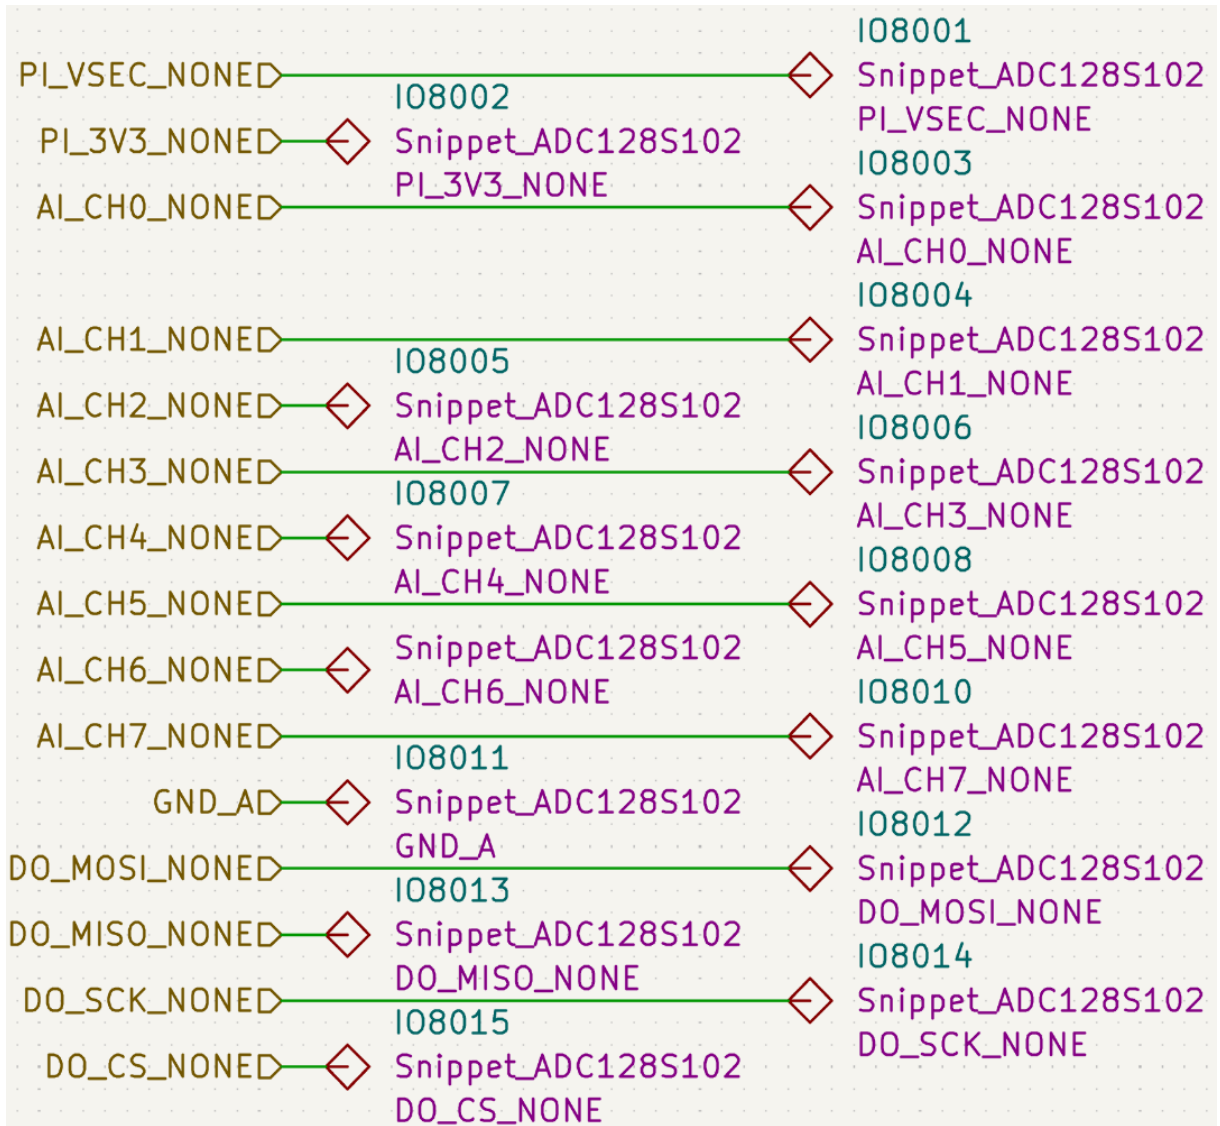 IO8001
PI_VSEC_NONE
Snippet_ADC128S102
PI_VSEC_NONE
IO8002
PI_3V3_NONE
Snippet_ADC128S102
PI_3V3_NONE
IO8003
AI_CH0_NONE
Snippet_ADC128S102
AI_CH0_NONE
IO8004
AI_CH1_NONE
Snippet_ADC128S102
AI_CH1_NONE
IO8005
AI_CH2_NONE
Snippet_ADC128S102
AI_CH2_NONE
IO8006
AI_CH3_NONE
Snippet_ADC128S102
AI_CH3_NONE
IO8007
AI_CH4_NONE
Snippet_ADC128S102
AI_CH4_NONE
IO8008
AI_CH5_NONE
Snippet_ADC128S102
AI_CH5_NONE
AI_CH6_NONE
Snippet_ADC128S102
AI_CH6_NONE
IO8010
AI_CH7_NONE
Snippet_ADC128S102
AI_CH7_NONE
IO8011
GND_A
Snippet_ADC128S102
GND_A
IO8012
DO_MOSI_NONE
Snippet_ADC128S102
DO_MOSI_NONE
IO8013
DO_MISO_NONE
Snippet_ADC128S102
DO_MISO_NONE
IO8014
DO_SCK_NONE
Snippet_ADC128S102
DO_SCK_NONE
IO8015
DO_CS_NONE
Snippet_ADC128S102
DO_CS_NONE